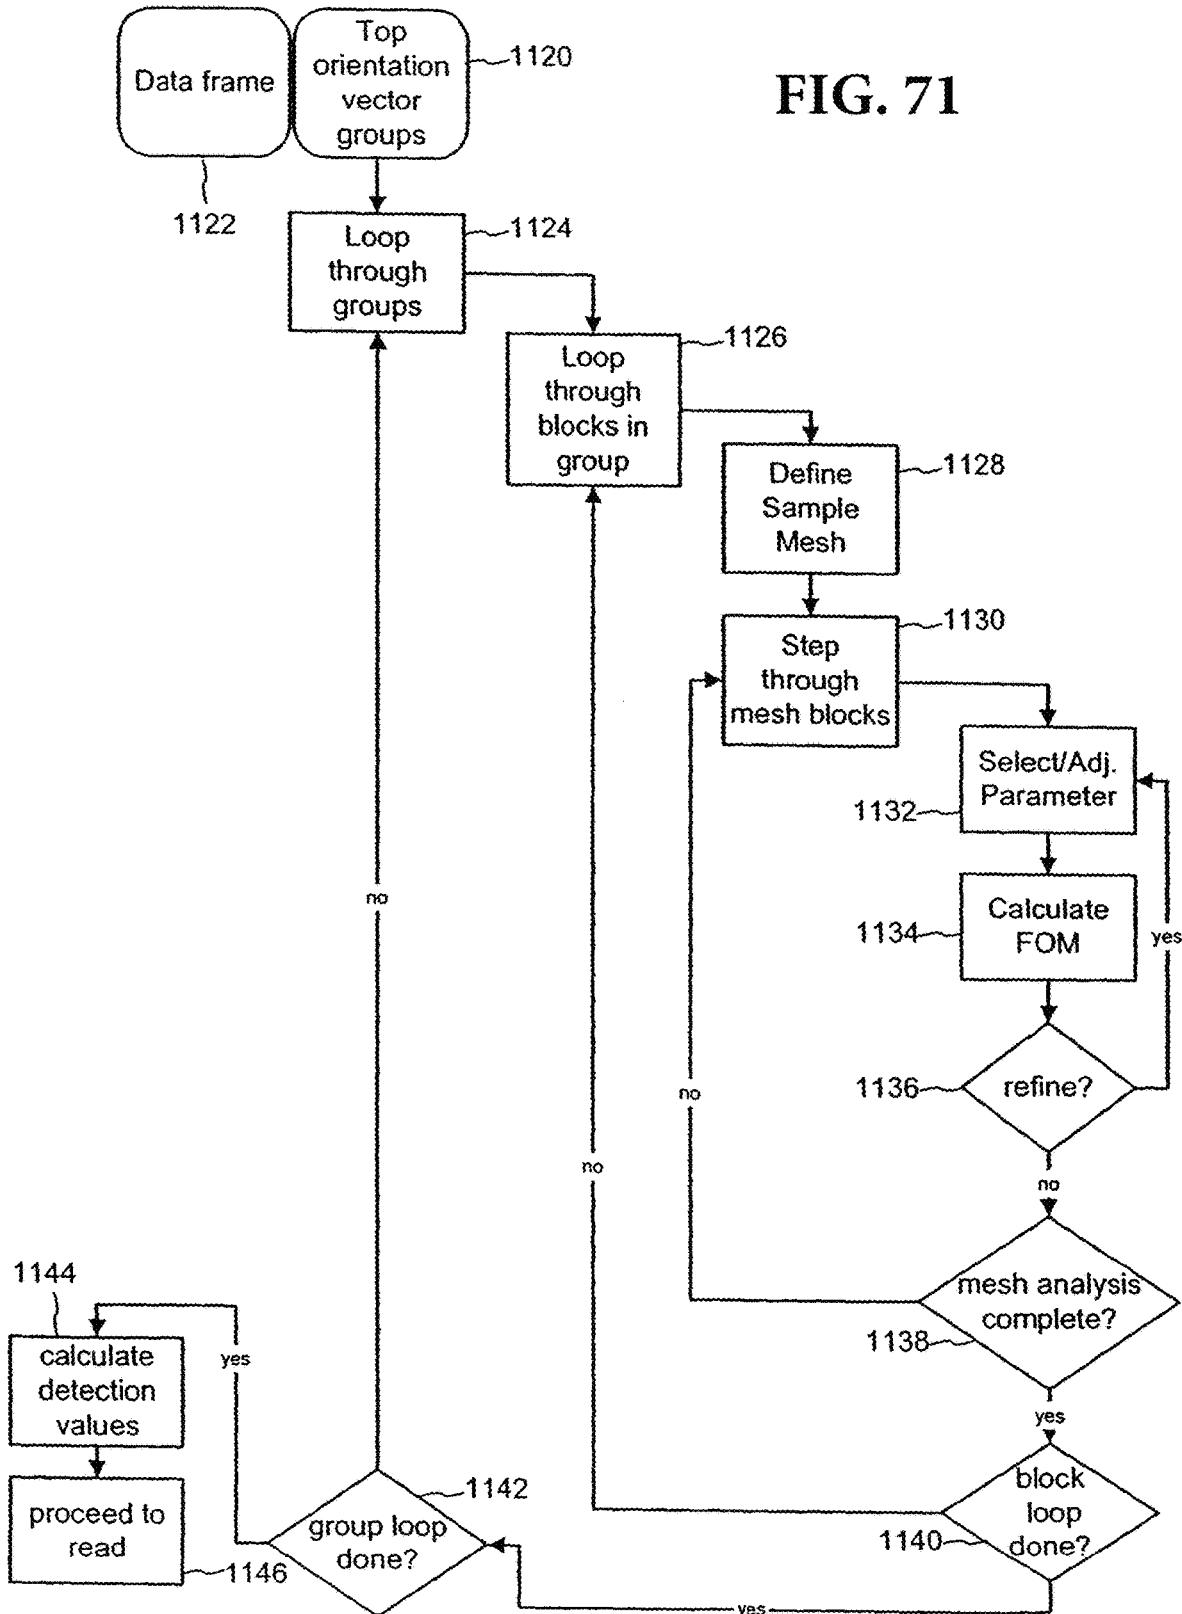 Data frame
1122
Top
orientation
vector
groups
1120
FIG. 71
Loop
through
groups
1124
Loop
through
blocks in
group
1126
Define
Sample
Mesh
1128
Step
through
mesh blocks
1130
Select/Adj.
Parameter
1132
Calculate
FOM
1134
yes
refine?
1136
no
mesh analysis
complete?
1138
no
yes
block
loop
done?
1140
no
yes
group loop
done?
1142
no
yes
1144
calculate
detection
values
proceed to
read
1146